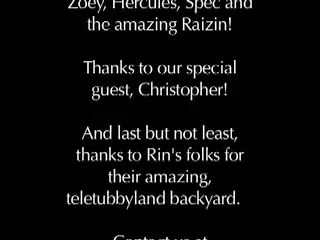 Zoey, Hercules, Spec and
the amazing Raizin!
Thanks to our special
guest, Christopher!
And last but not least,
thanks to Rin's folks for
their amazing,
teletubbyland backyard.
Contact us at